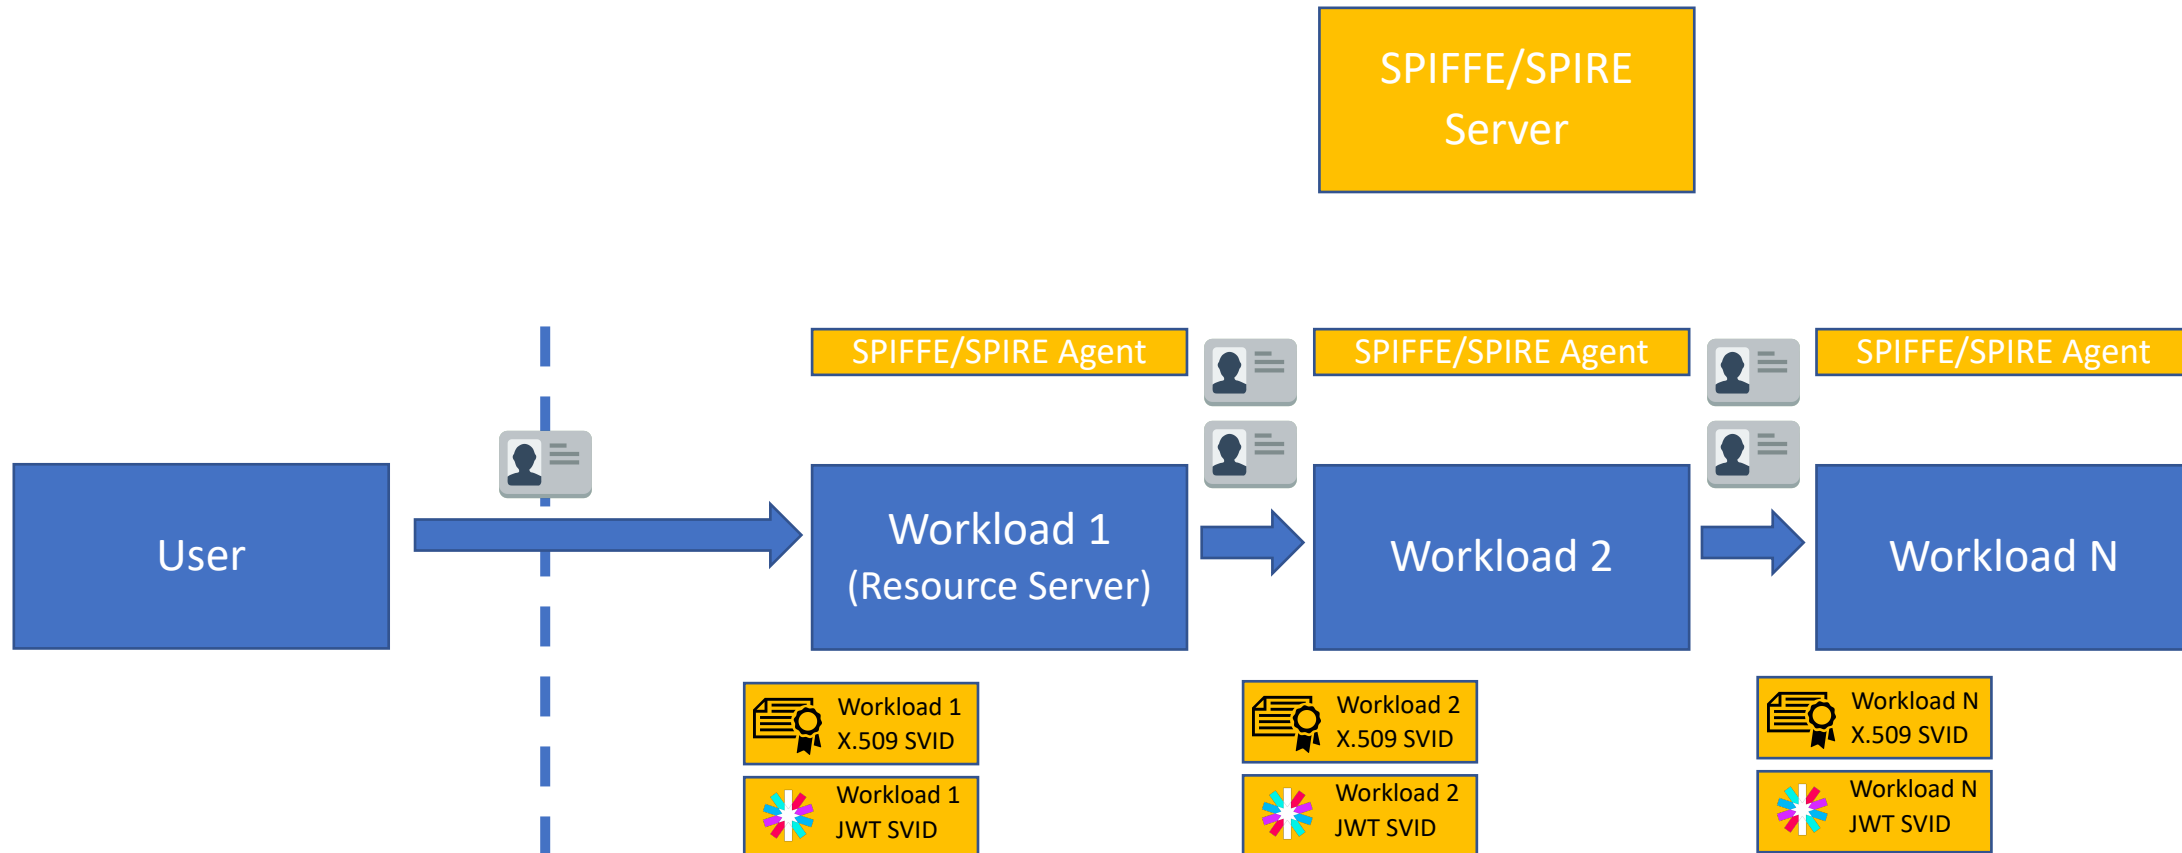 SPIFFE/SPIRE
Server
SPIFFE/SPIRE Agent
SPIFFE/SPIRE Agent
SPIFFE/SPIRE Agent
User
Workload 1
(Resource Server)
Workload 2
Workload N
Workload 1
X.509 SVID
Workload 2
X.509 SVID
Workload N
X.509 SVID
Workload 1
JWT SVID
Workload 2
JWT SVID
Workload N
JWT SVID